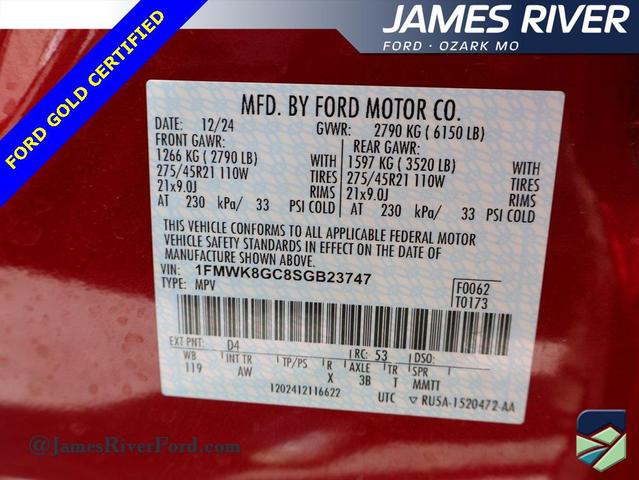 FORD GOLD CERTIFIED
JAMES RIVER
FORD · OZARK MO
MFD. BY FORD MOTOR CO.
DATE: 12/24 GVWR: 2790 KG ( 6150 LB)
FRONT GAWR: REAR GAWR:
1266 KG ( 2790 LB) WITH 1597 KG ( 3520 LB) WITH
275/45R21 110W TIRES 275/45R21 110W TIRES
21x9.0J RIMS 21x9.0J RIMS
AT 230 kPa/ 33 PSI COLD AT 230 kPa/ 33 PSI COLD
THIS VEHICLE CONFORMS TO ALL APPLICABLE FEDERAL MOTOR
VEHICLE SAFETY STANDARDS IN EFFECT ON THE DATE OF
MANUFACTURE SHOWN ABOVE.
VIN: 1FMWK8GC8SGB23747
TYPE: MPV
F0062
T0173
EXT PNT: D4 RC: 53 DSO:
WB INT TR TP/PS R AXLE TR SPR
119 AW X 3B T MMTT
1202412116622 UTC RU5A-1520472-AA
@JamesRiverFord.com